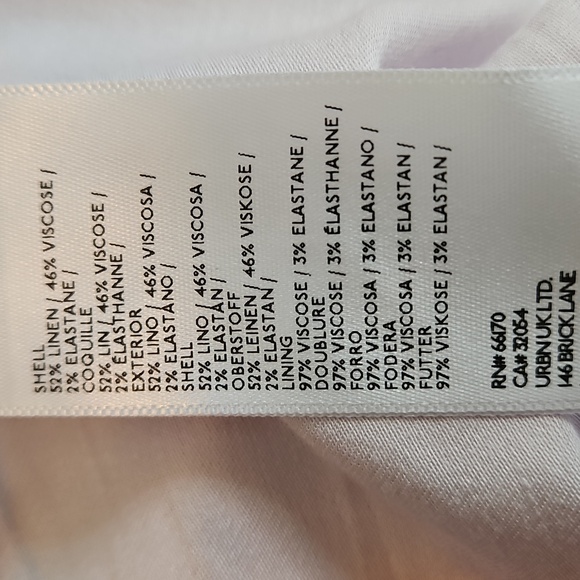 SHELL
52% LINEN / 46% VISCOSE /
2% ELASTANE /
COQUILLE
52% LIN / 46% VISCOSE /
2% ÉLASTHANNE /
EXTERIOR
52% LINO / 46% VISCOSA /
2% ELASTANO /
SHELL
52% LINO / 46% VISCOSA /
2% ELASTAN /
OBERSTOFF
52% LEINEN / 46% VISKOSE /
2% ELASTAN /
LINING
97% VISCOSE / 3% ELASTANE /
DOUBLURE
97% VISCOSE / 3% ÉLASTHANNE /
FORRO
97% VISCOSA / 3% ELASTANO /
FODERA
97% VISCOSA / 3% ELASTAN /
FUTTER
97% VISKOSE / 3% ELASTAN /
RN# 66170
CA# 32054
URBN UK LTD.
146 BRICK LANE